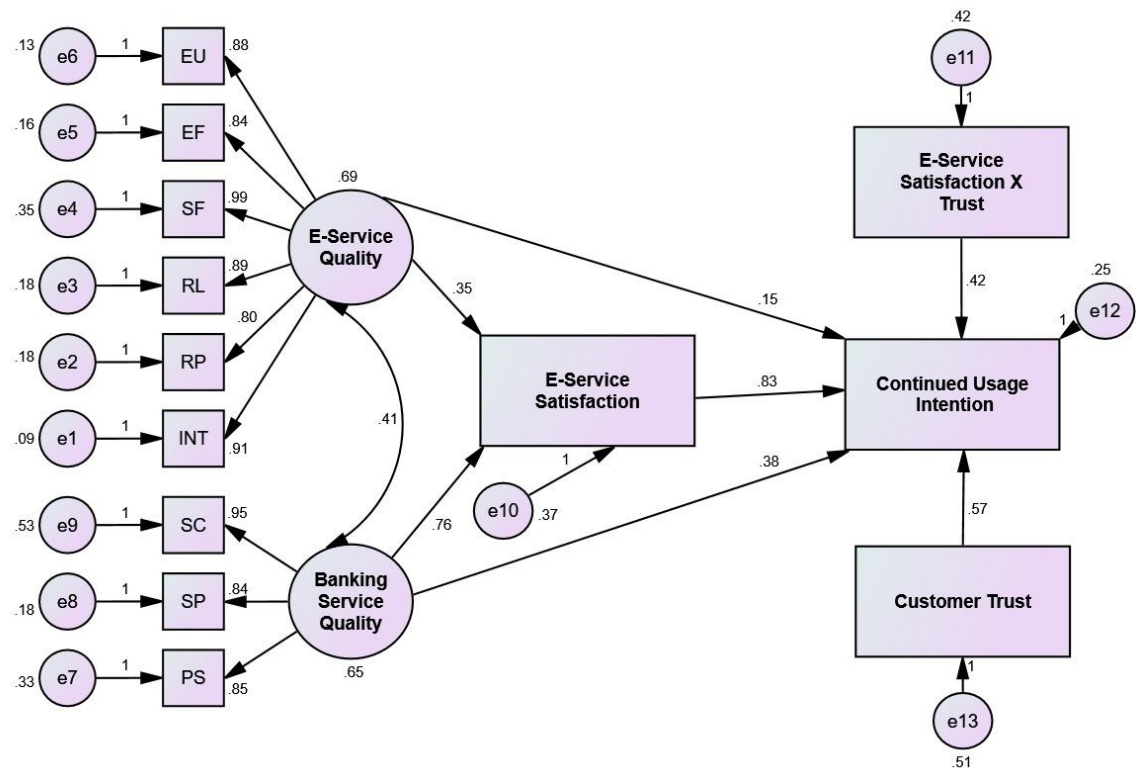 .13
e6
1
EU
.88
.16
e5
1
EF
.84
.35
e4
1
SF
.99
.18
e3
1
RL
.89
.18
e2
1
RP
.80
.09
e1
1
INT
.91
.53
e9
1
SC
.95
.18
e8
1
SP
.84
.33
e7
1
PS
.85
.69
E-Service
Quality
.41
Banking
Service
Quality
.65
.35
.76
.15
.38
E-Service
Satisfaction
1
e10
.37
.83
.42
e11
1
E-Service
Satisfaction X
Trust
.42
.25
e12
1
Continued Usage
Intention
.57
Customer Trust
1
e13
.51